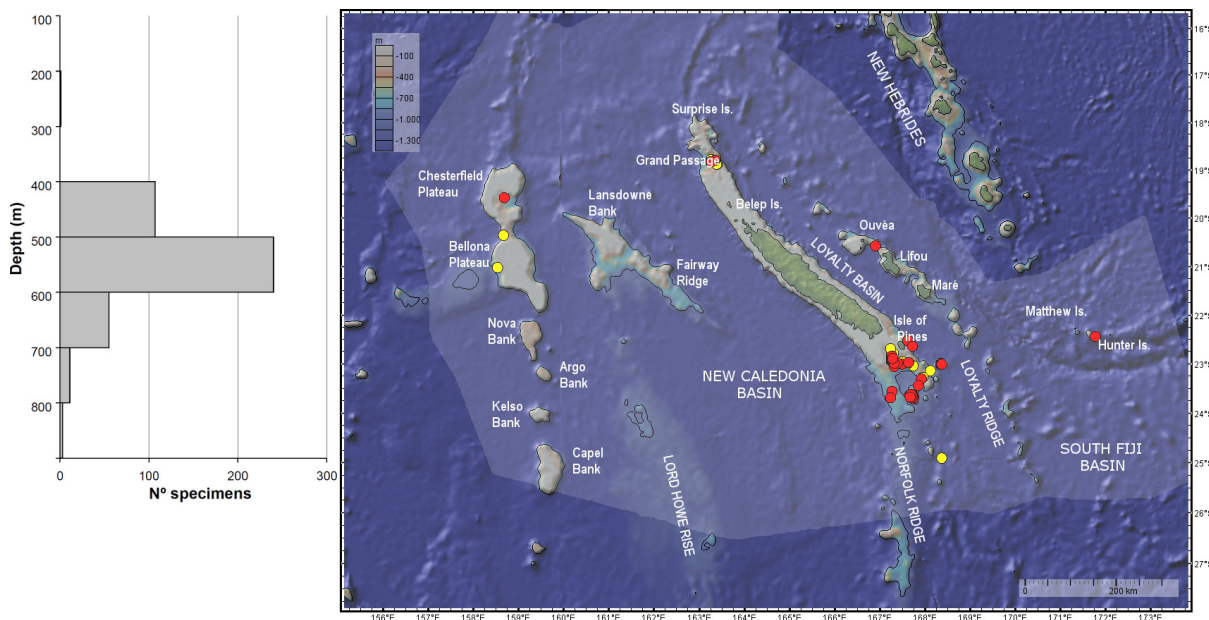 100
200
300
400
500
600
700
800
Depth (m)
0
100
200
300
Nº specimens
m
-100
-400
-700
-1.000
-1.300
Surprise Is.
Grand Passage
Chesterfield
Plateau
Lansdowne
Bank
Belep Is.
Bellona
Plateau
Fairway
Ridge
Nova
Bank
Argo
Bank
Kelso
Bank
Capel
Bank
NEW CALEDONIA
BASIN
LORD HOWE RISE
NEW HEBRIDES
Ouvéa
Lifou
Marè
LOYALTY BASIN
Isle of
Pines
Matthew Is.
Hunter Is.
LOYALTY RIDGE
NORFOLK RIDGE
SOUTH FIJI
BASIN
0
200 km
16°S
17°S
18°S
19°S
20°S
21°S
22°S
23°S
24°S
25°S
26°S
27°S
156°E
157°E
158°E
159°E
160°E
161°E
162°E
163°E
164°E
165°E
166°E
167°E
168°E
169°E
170°E
171°E
172°E
173°E